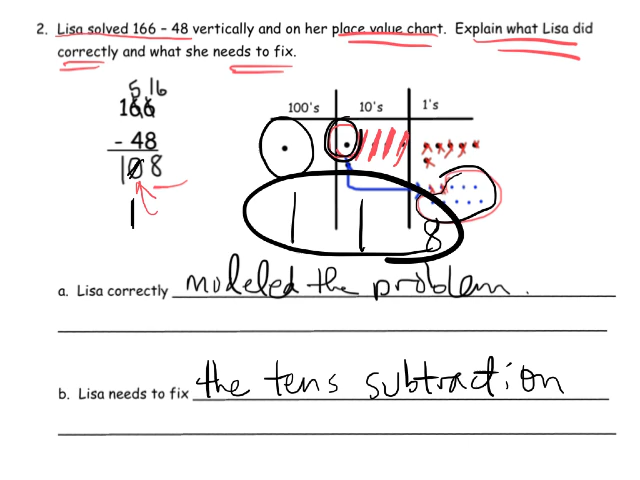 2. Lisa solved 166 - 48 vertically and on her place value chart. Explain what Lisa did
correctly and what she needs to fix.
5 16
166
- 48
108
1
100's 10's 1's
1 1 8
a. Lisa correctly modeled the problem.
b. Lisa needs to fix the tens subtraction